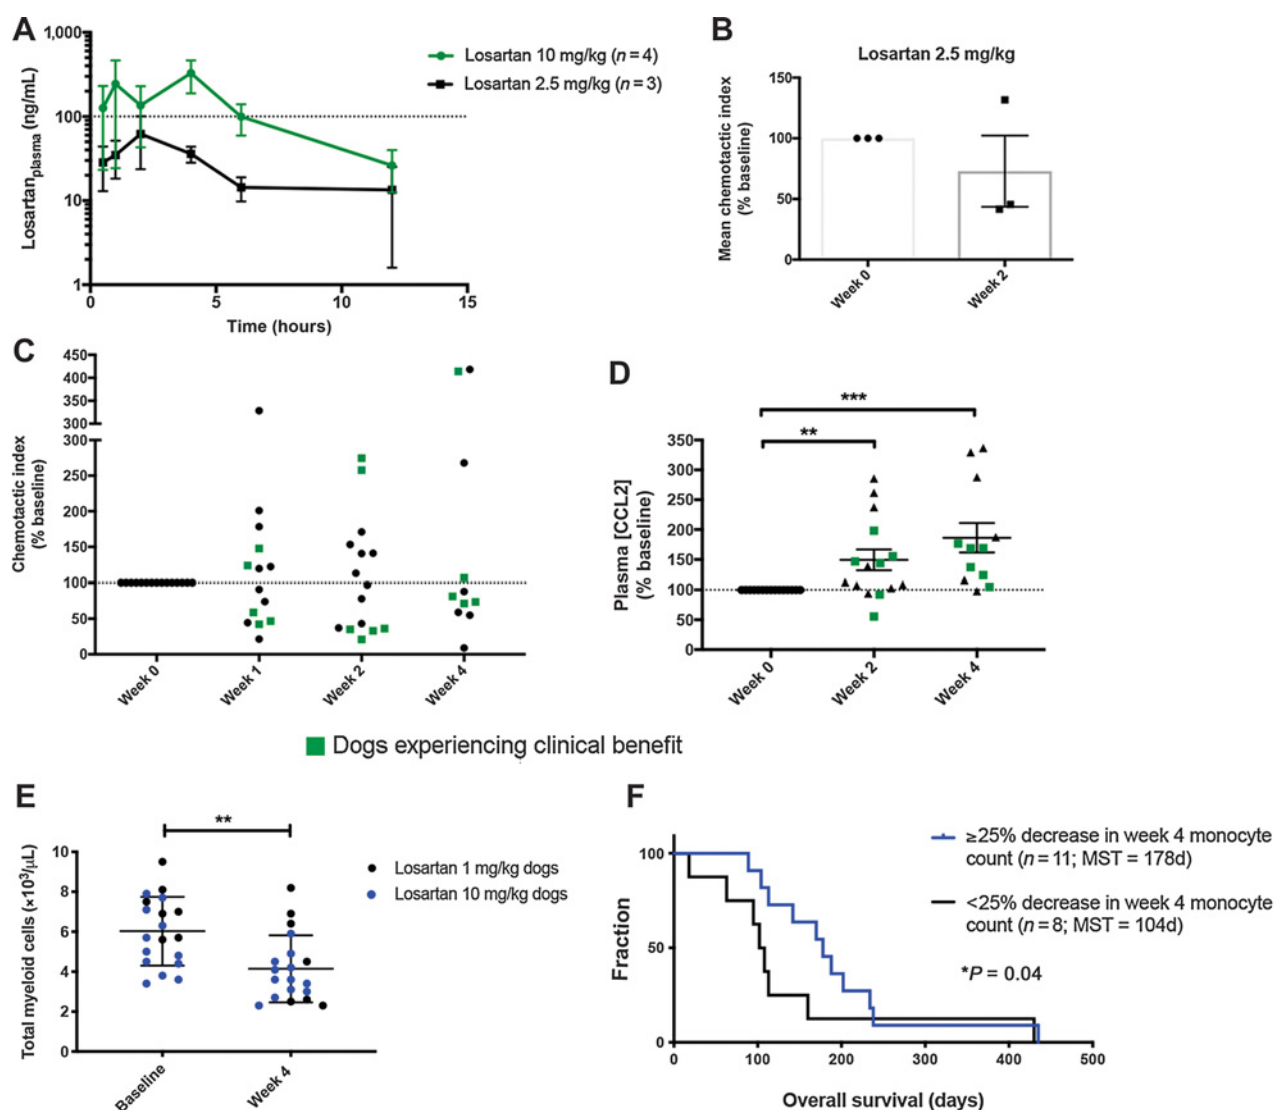 A
Losartan plasma (ng/mL)
1,000
100
10
1
0
5
10
15
Time (hours)
Losartan 10 mg/kg (n = 4)
Losartan 2.5 mg/kg (n = 3)
B
Losartan 2.5 mg/kg
Mean chemotactic index
(% baseline)
150
100
50
0
Week 0
Week 2
C
Chemotactic index
(% baseline)
450
400
350
300
300
250
200
150
100
50
0
Week 0
Week 1
Week 2
Week 4
D
Plasma [CCL2]
(% baseline)
***
**
350
300
250
200
150
100
50
0
Week 0
Week 2
Week 4
Dogs experiencing clinical benefit
E
Total myeloid cells (×10³/µL)
**
10
8
6
4
2
0
Baseline
Week 4
Losartan 1 mg/kg dogs
Losartan 10 mg/kg dogs
F
Fraction
100
50
0
0
100
200
300
400
500
Overall survival (days)
≥25% decrease in week 4 monocyte
count (n = 11; MST = 178d)
<25% decrease in week 4 monocyte
count (n = 8; MST = 104d)
*P = 0.04